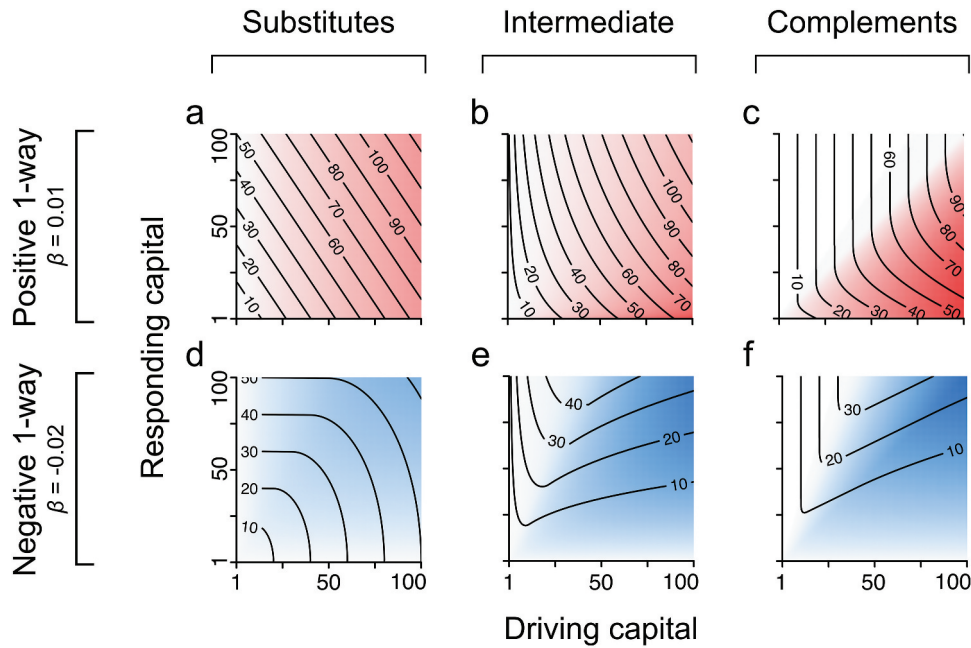 Substitutes Intermediate Complements
a b c
Positive 1-way
β = 0.01
Responding capital
100
50
1
50 40 30 20 10 60 70 80 90 100
10 20 30 40 50 60 70 80 90 100
10 20 30 40 50 60 70 80 90
d e f
Negative 1-way
β = -0.02
100
50
1
50 40 30 20 10
40 30 20 10
30 20 10
1 50 100 1 50 100 1 50 100
Driving capital